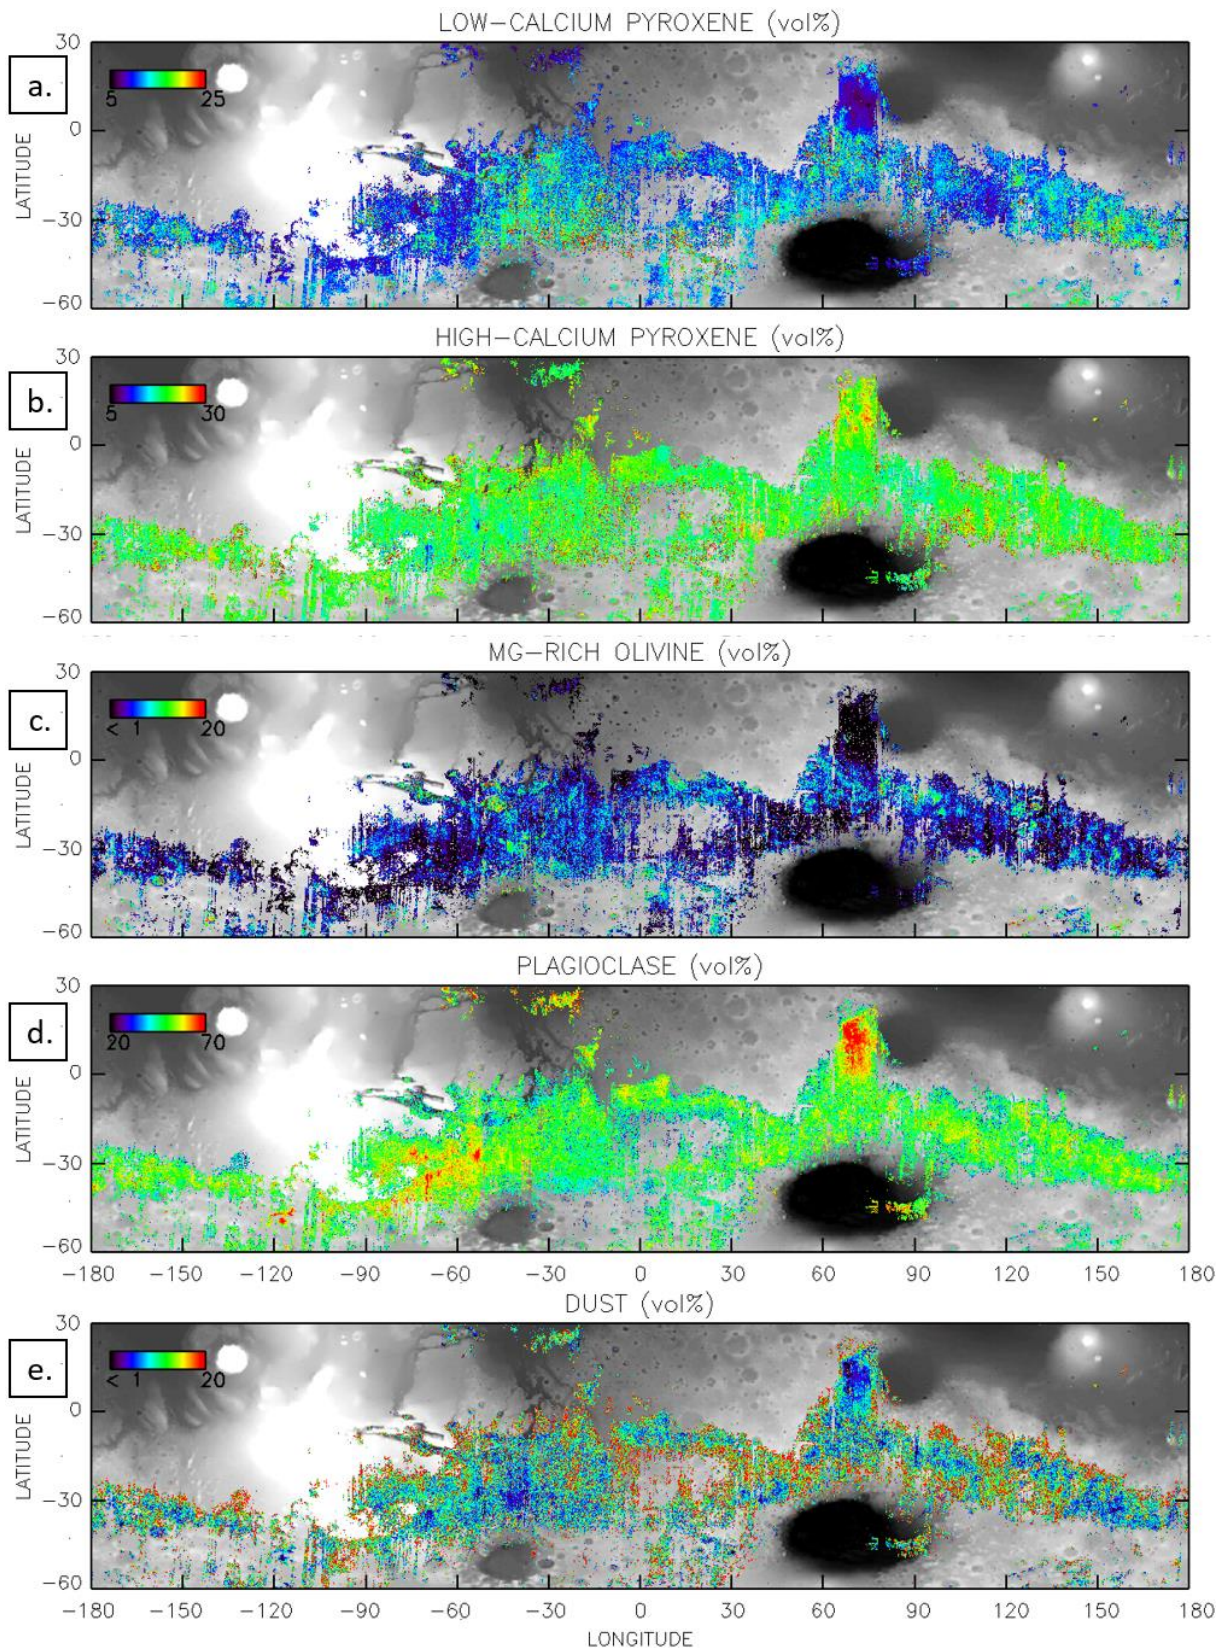 LOW-CALCIUM PYROXENE (vol%)
a.
30
0
-30
-60
LATITUDE
5 25
HIGH-CALCIUM PYROXENE (vol%)
b.
30
0
-30
-60
LATITUDE
5 30
MG-RICH OLIVINE (vol%)
c.
30
0
-30
-60
LATITUDE
< 1 20
PLAGIOCLASE (vol%)
d.
30
0
-30
-60
LATITUDE
20 70
-180 -150 -120 -90 -60 -30 0 30 60 90 120 150 180
DUST (vol%)
e.
30
0
-30
-60
LATITUDE
< 1 20
-180 -150 -120 -90 -60 -30 0 30 60 90 120 150 180
LONGITUDE